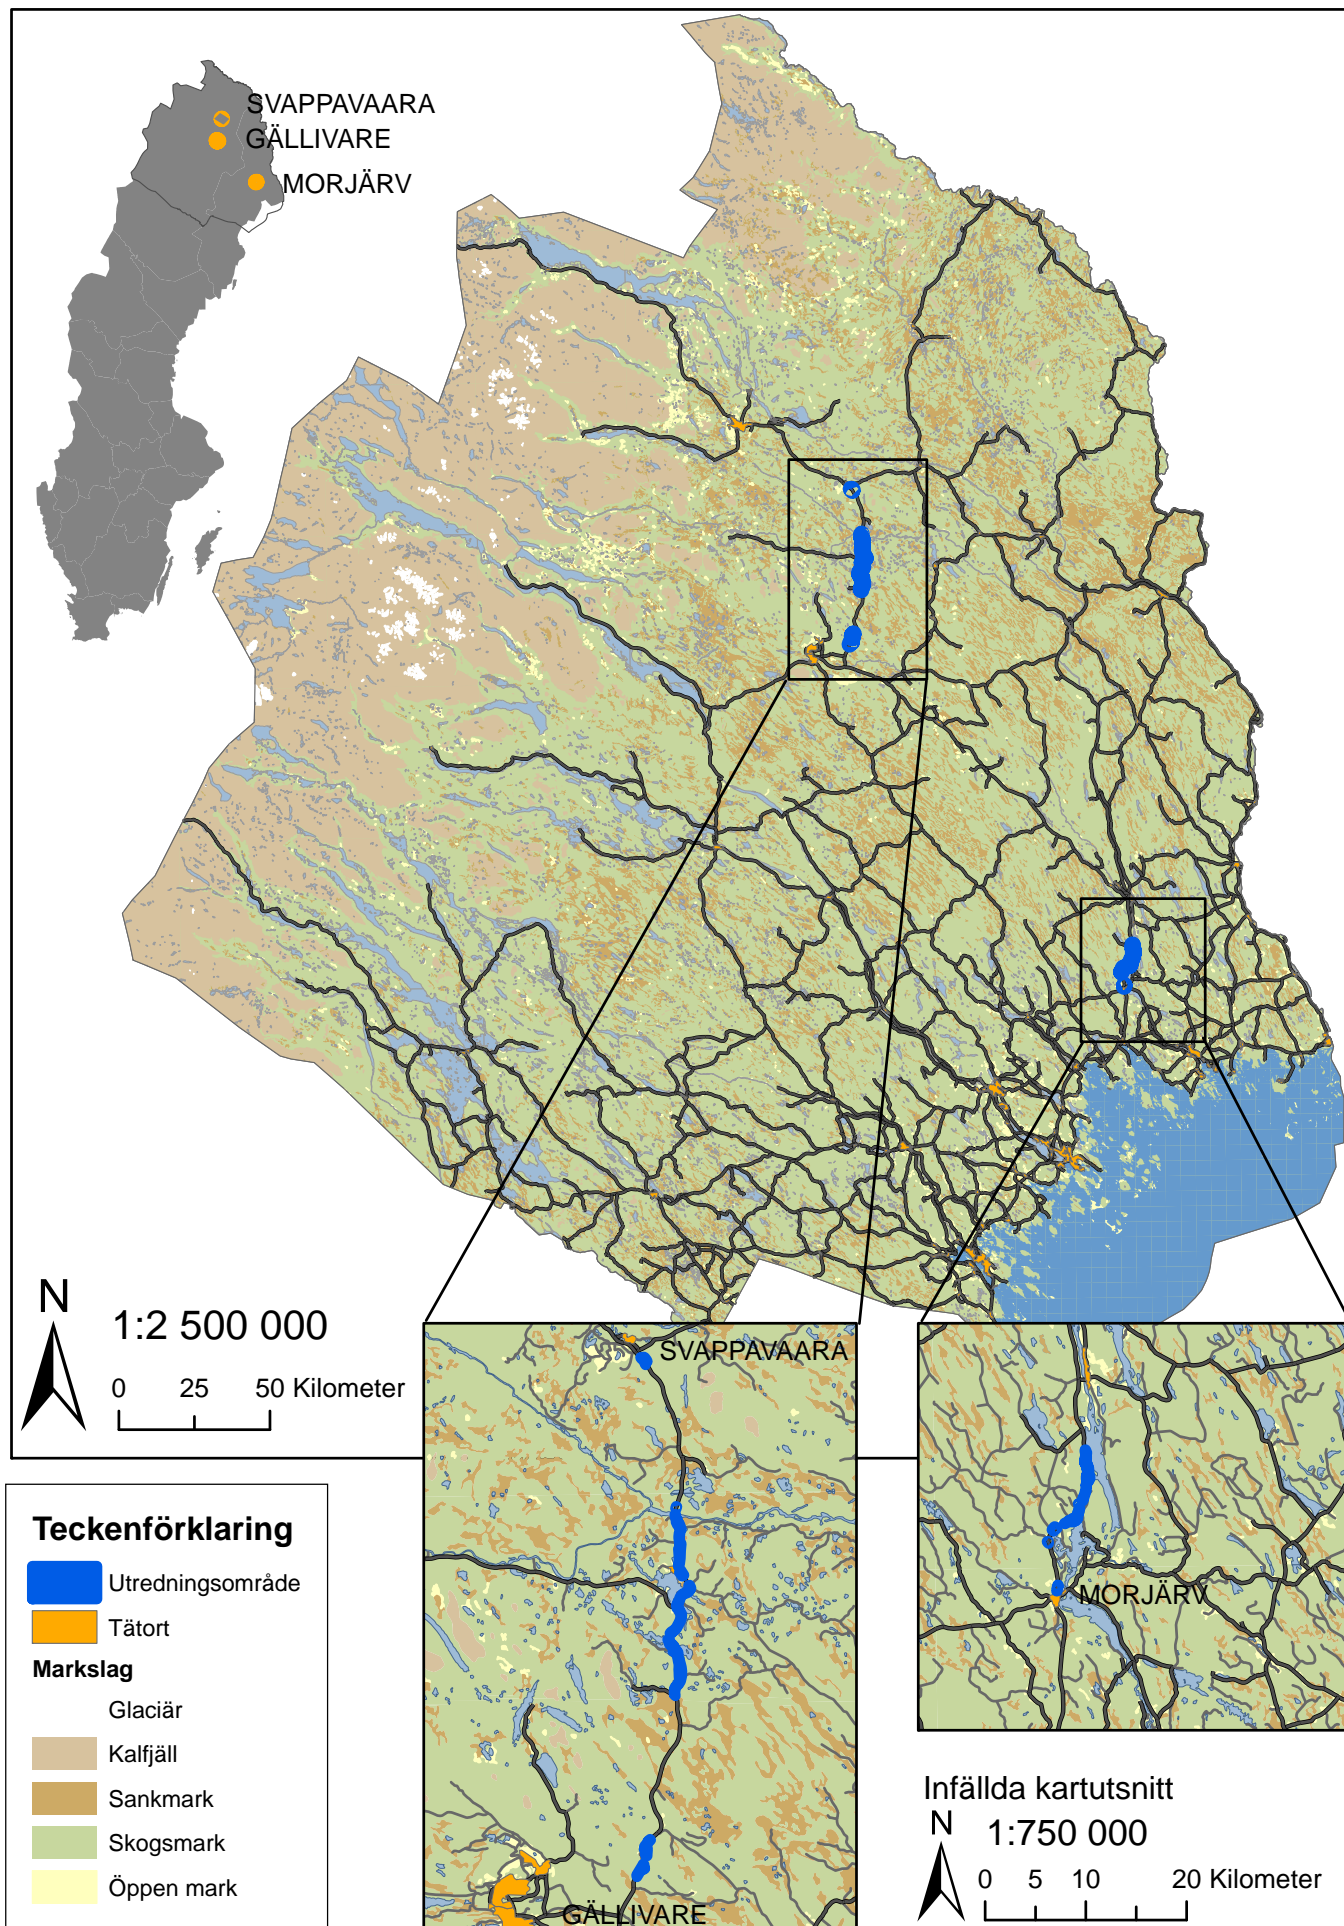 SVAPPAVAARA
GÄLLIVARE
MORJÄRV
N
1:2 500 000
0 25 50 Kilometer
SVAPPAVAARA
GÄLLIVARE
MORJÄRV
Teckenförklaring
Utredningsområde
Tätort
Markslag
Glaciär
Kalfjäll
Sankmark
Skogsmark
Öppen mark
Infällda kartutsnitt
N
1:750 000
0 5 10 20 Kilometer